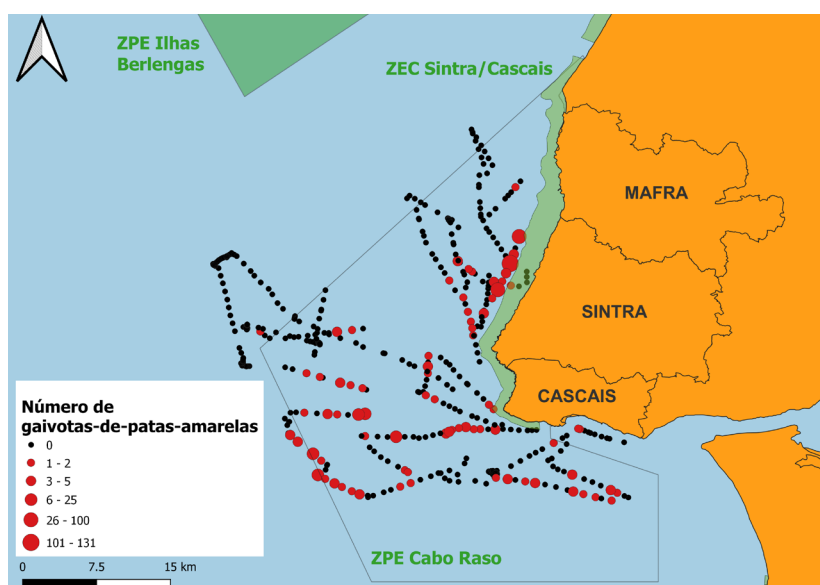 ZPE Ilhas
Berlengas
ZEC Sintra/Cascais
MAFRA
SINTRA
CASCAIS
Número de
gaivotas-de-patas-amarelas
0
1 - 2
3 - 5
6 - 25
26 - 100
101 - 131
ZPE Cabo Raso
0 7.5 15 km